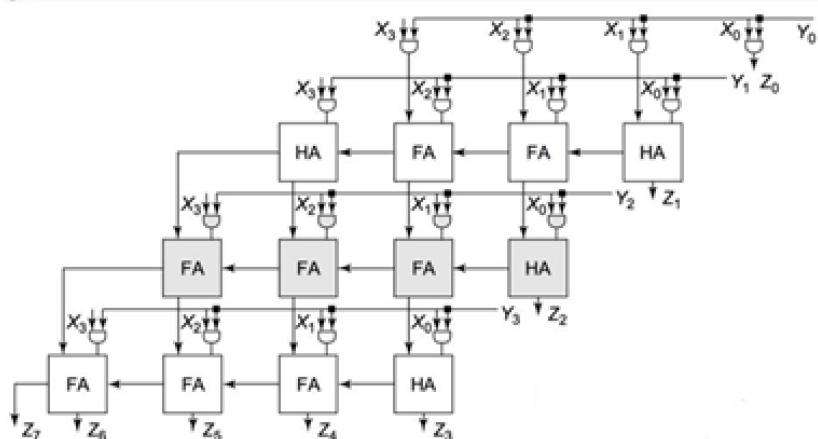 X3 X2 X1 X0 Y0
X3 X2 X1 X0 Y1 Z0
HA FA FA HA
X3 X2 X1 X0 Y2 Z1
FA FA FA HA
X3 X2 X1 X0 Y3 Z2
FA FA FA HA
Z7 Z6 Z5 Z4 Z3